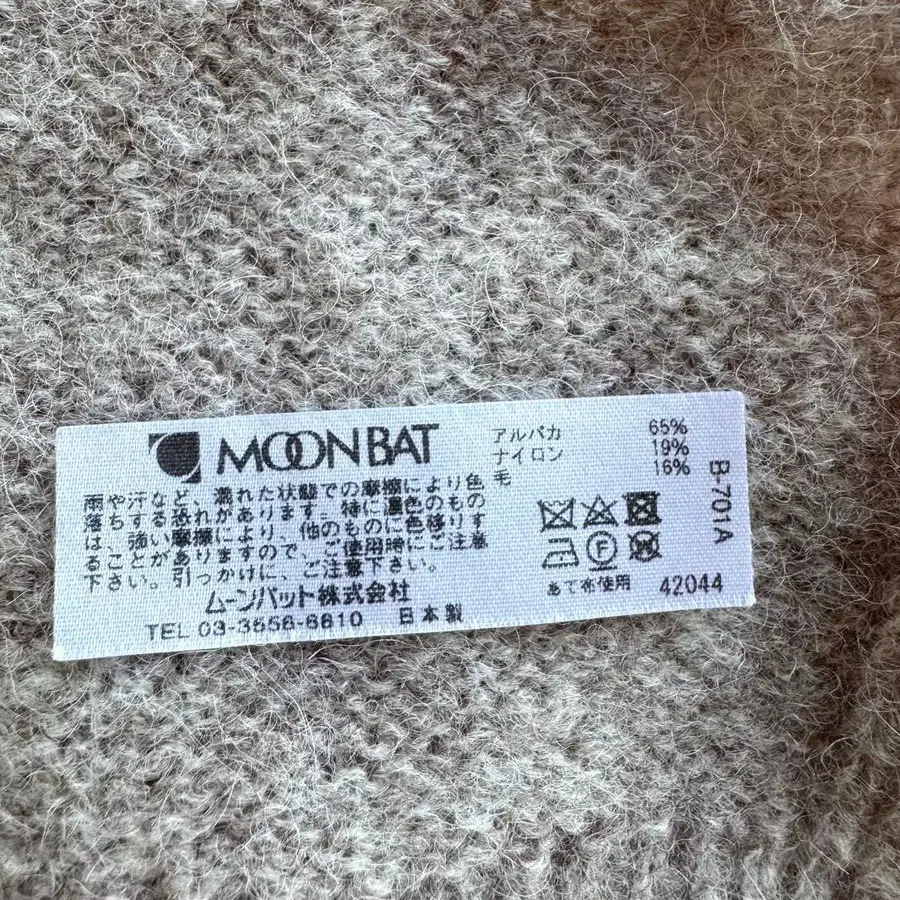 MOONBAT
アルパカ 65%
ナイロン 19%
毛 16%
雨や汗など、濡れた状態での摩擦により色
落ちする恐れがあります。特に濃色のもの
は、強い摩擦により、他のものに色移りす
ることがありますので、ご使用時にご注意
下さい。引っかけに、ご注意下さい。
ムーンバット株式会社
TEL 03-3556-6810 日本製
F
あて布使用 42044
B-701A